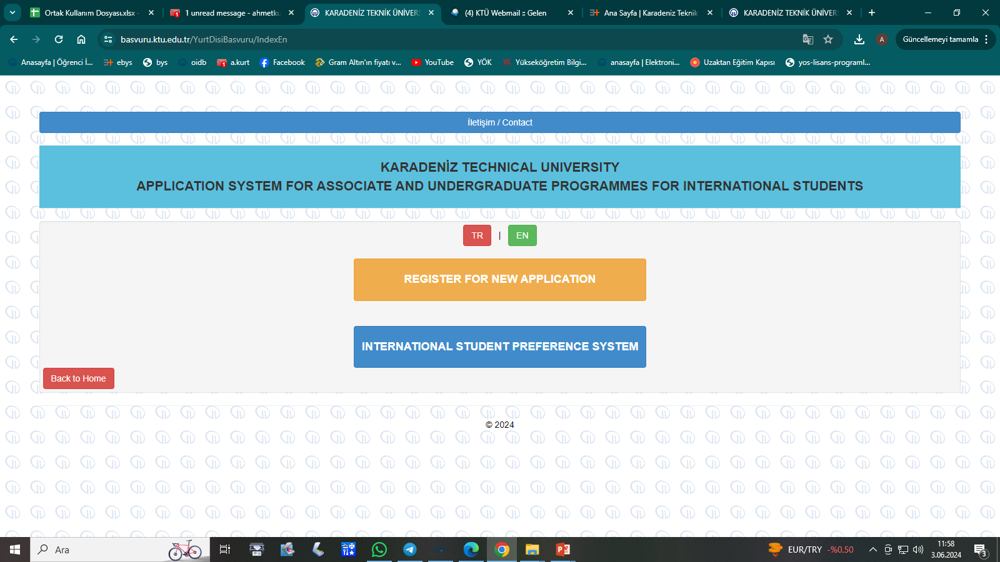 Ortak Kullanım Dosyası.xlsx -
1 unread message - ahmetku
KARADENİZ TEKNİK ÜNİVERS
(4) KTÜ Webmail :: Gelen
Ana Sayfa | Karadeniz Teknik
KARADENİZ TEKNİK ÜNİVERS
basvuru.ktu.edu.tr/YurtDisiBasvuru/IndexEn
A
Güncellemeyi tamamla
Anasayfa | Öğrenci İ...
ebys
bys
oidb
a.kurt
Facebook
Gram Altın'ın fiyatı v...
YouTube
YÖK
Yükseköğretim Bilgi...
anasayfa | Elektroni...
Uzaktan Eğitim Kapısı
yos-lisans-programl...
İletişim / Contact
KARADENİZ TECHNICAL UNIVERSITY
APPLICATION SYSTEM FOR ASSOCIATE AND UNDERGRADUATE PROGRAMMES FOR INTERNATIONAL STUDENTS
TR | EN
REGISTER FOR NEW APPLICATION
INTERNATIONAL STUDENT PREFERENCE SYSTEM
Back to Home
© 2024
Ara
EUR/TRY -%0,50
11:58
3.06.2024
3